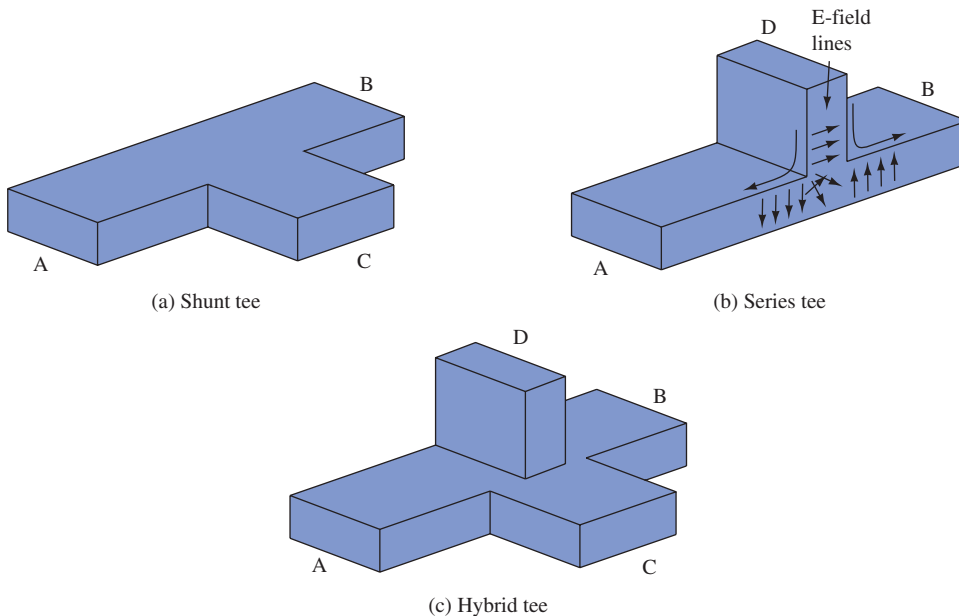 D
E-field
lines
B
B
A
C
A
(a) Shunt tee
(b) Series tee
D
B
A
C
(c) Hybrid tee